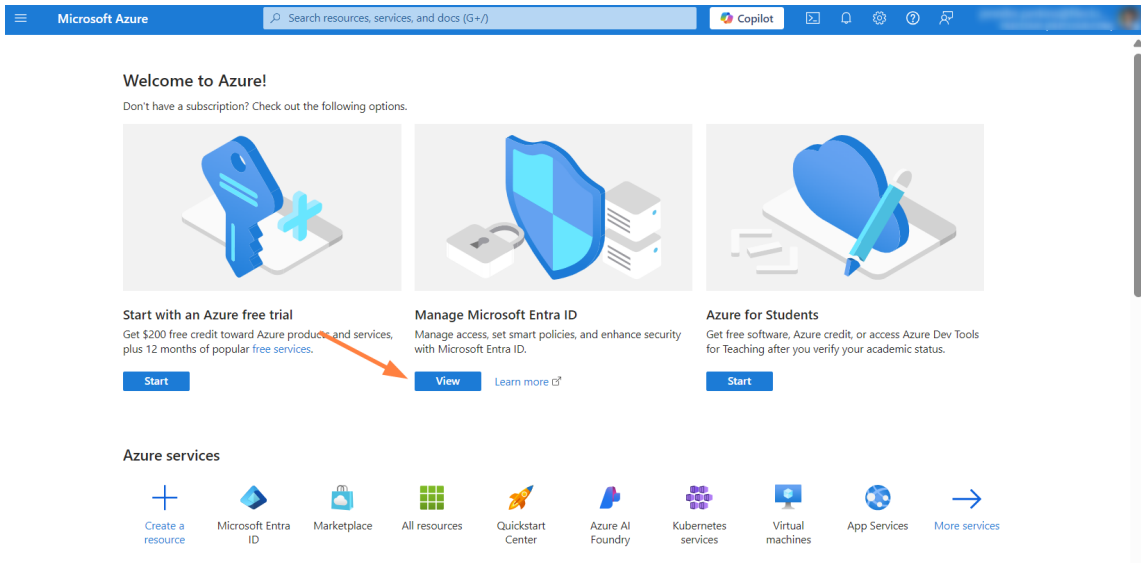 Microsoft Azure
Search resources, services, and docs (G+/)
Copilot
Welcome to Azure!
Don't have a subscription? Check out the following options.
Start with an Azure free trial
Get $200 free credit toward Azure products and services,
plus 12 months of popular free services.
Start
Manage Microsoft Entra ID
Manage access, set smart policies, and enhance security
with Microsoft Entra ID.
View
Learn more
Azure for Students
Get free software, Azure credit, or access Azure Dev Tools
for Teaching after you verify your academic status.
Start
Azure services
Create a
resource
Microsoft Entra
ID
Marketplace
All resources
Quickstart
Center
Azure AI
Foundry
Kubernetes
services
Virtual
machines
App Services
More services